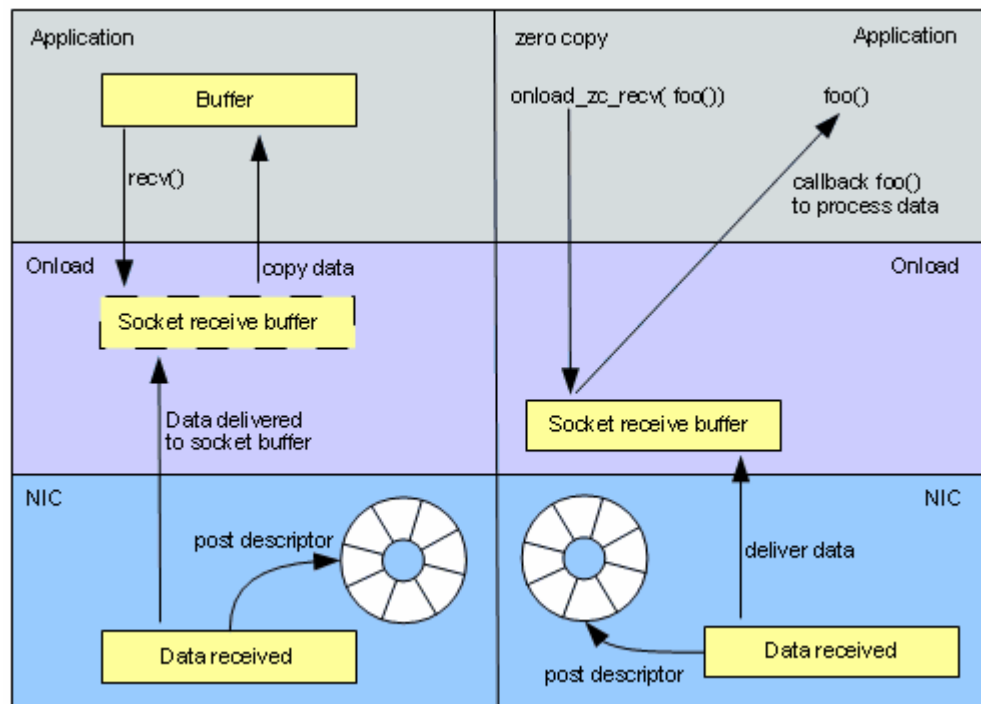 Application
Buffer
recv()
Onload
copy data
Socket receive buffer
Data delivered
to socket buffer
NIC
post descriptor
Data received
zero copy
Application
onload_zc_recv( foo())
foo()
callback foo()
to process data
Onload
Socket receive buffer
NIC
deliver data
Data received
post descriptor